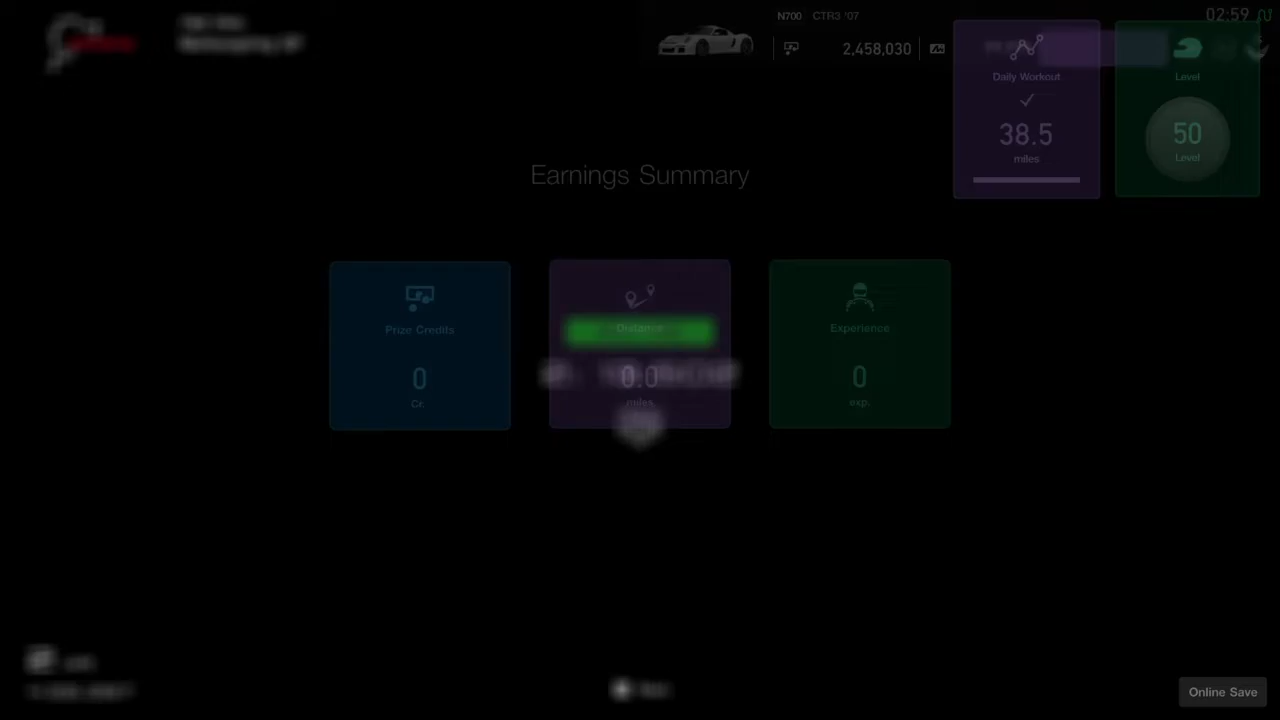 N700 CTR3 '07
02:59
2,458,030
Daily Workout
38.5
miles
Level
50
Level
Earnings Summary
Prize Credits
0
Cr.
Distance
0.0
miles
Experience
0
exp.
Online Save